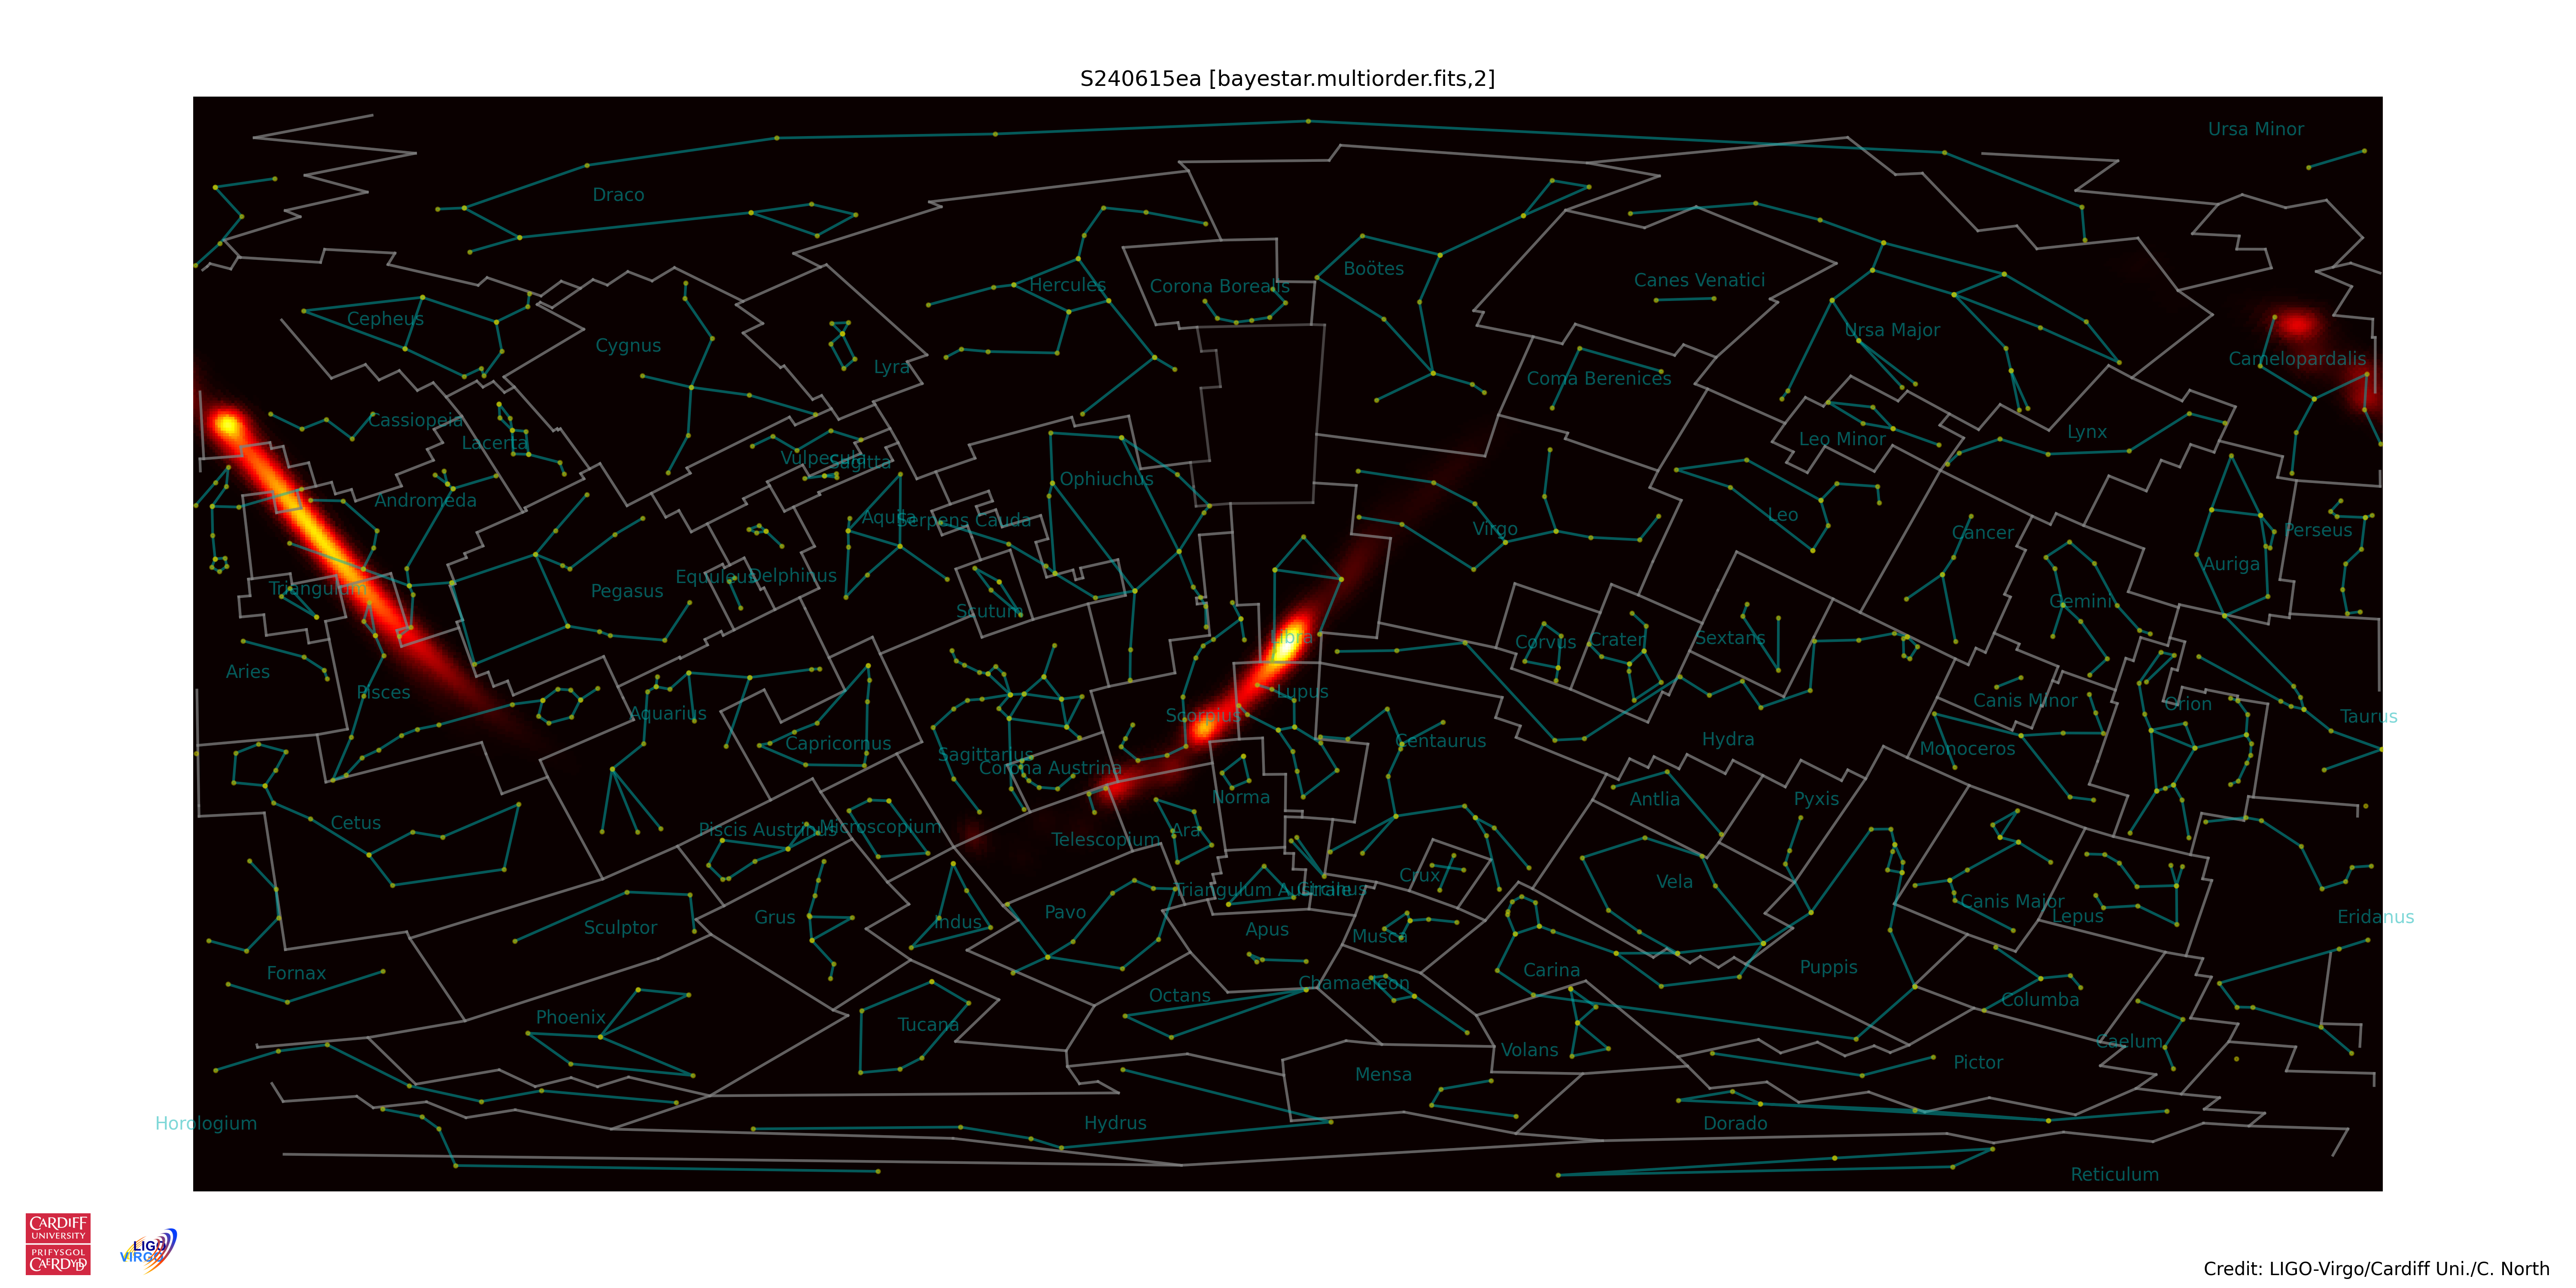 S240615ea [bayestar.multiorder.fits,2]
Ursa Minor
Draco
Boötes
Canes Venatici
Hercules
Corona Borealis
Cepheus
Cygnus
Ursa Major
Camelopardalis
Lyra
Coma Berenices
Cassiopeia
Lacerta
Leo Minor
Lynx
Vulpecula
Sagitta
Ophiuchus
Andromeda
Aquila
Serpens Cauda
Virgo
Leo
Cancer
Perseus
Auriga
Triangulum
Pegasus
Equuleus
Delphinus
Scutum
Gemini
Libra
Corvus
Crater
Sextans
Aries
Pisces
Lupus
Canis Minor
Orion
Aquarius
Scorpius
Taurus
Capricornus
Centaurus
Hydra
Monoceros
Sagittarius
Corona Austrina
Norma
Antlia
Pyxis
Cetus
Piscis Austrinus
Microscopium
Telescopium
Ara
Crux
Vela
Triangulum Australe
Circinus
Canis Major
Lepus
Eridanus
Sculptor
Grus
Indus
Pavo
Apus
Musca
Fornax
Chamaeleon
Carina
Puppis
Octans
Columba
Phoenix
Tucana
Volans
Caelum
Pictor
Mensa
Horologium
Hydrus
Dorado
Reticulum
CARDIFF
UNIVERSITY
PRIFYSGOL
CAERDYDD
LIGO
VIRGO
Credit: LIGO-Virgo/Cardiff Uni./C. North